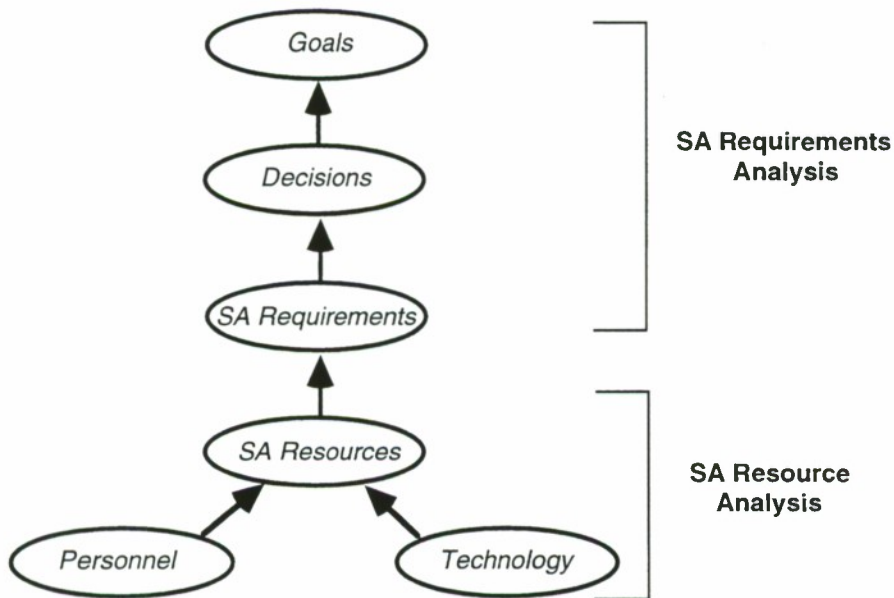 Goals
Decisions
SA Requirements
SA Requirements
Analysis
SA Resources
SA Resource
Analysis
Personnel
Technology